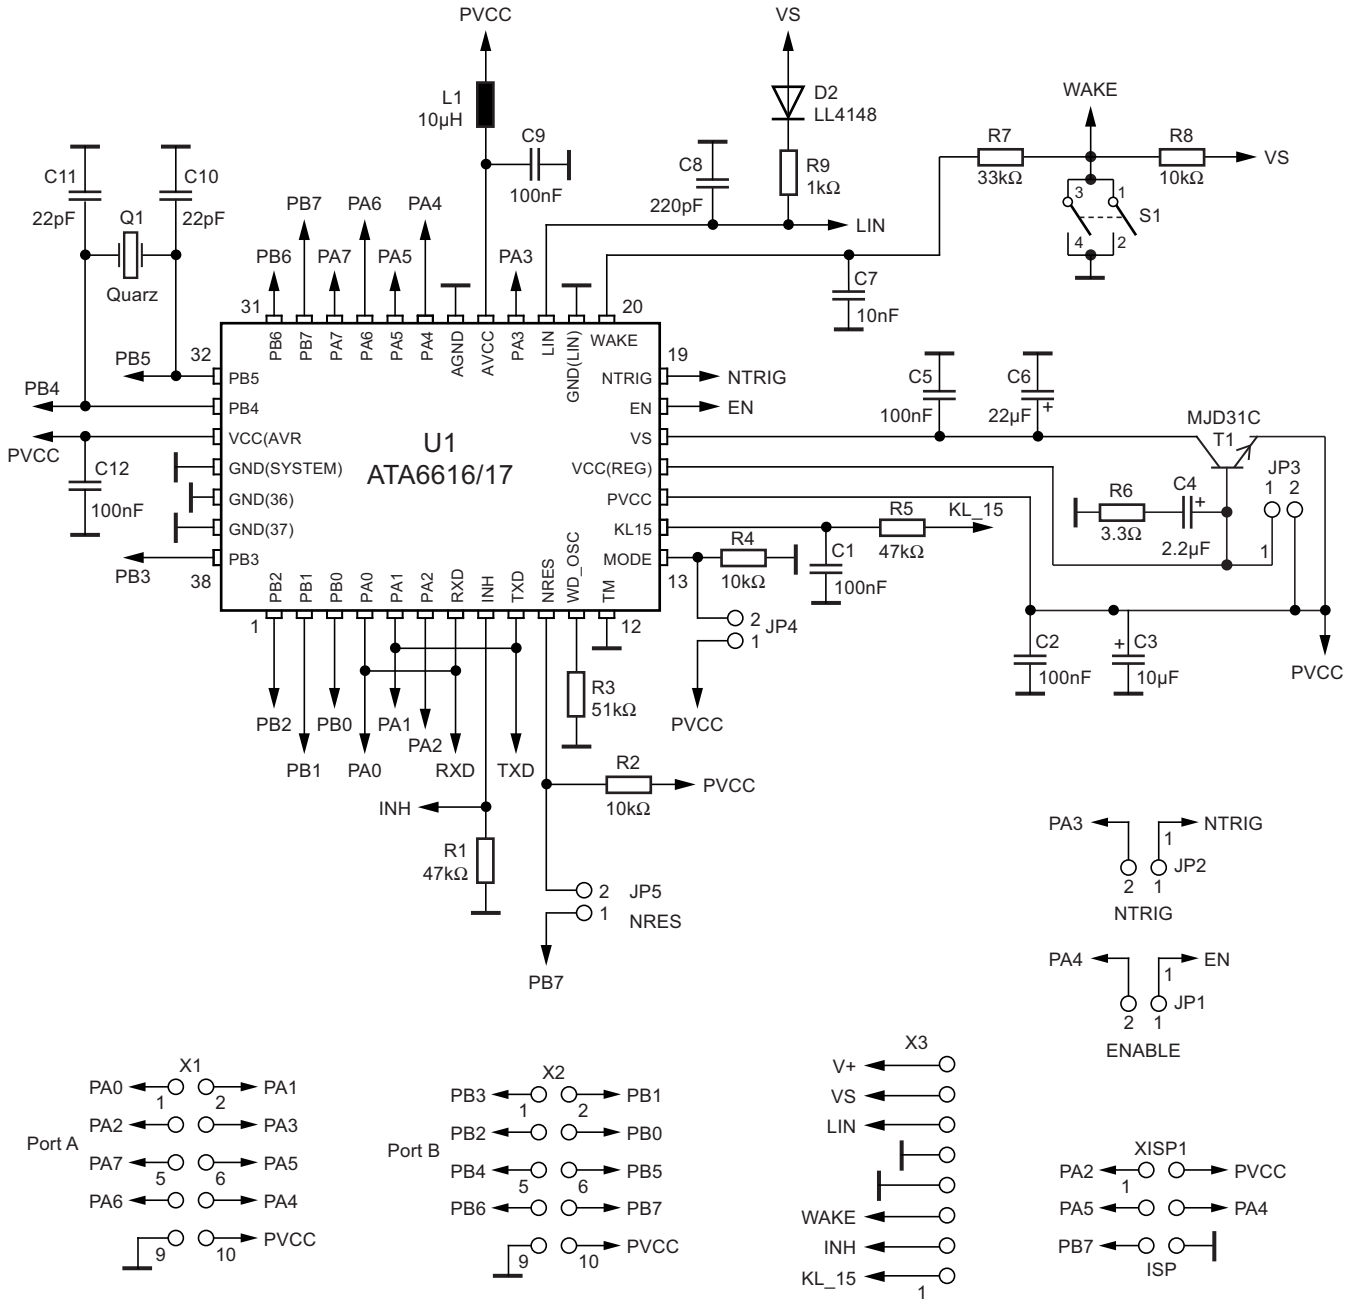 PVCC
VS
L1
10µH
C9
100nF
D2
LL4148
WAKE
R7
33kΩ
R8
10kΩ
VS
C11
22pF
C10
22pF
Q1
Quarz
C8
220pF
R9
1kΩ
LIN
3
1
S1
4
2
PB7
PA6
PA4
PB6
PA7
PA5
PA3
C7
10nF
31
20
PB6
PB7
PA7
PA6
PA5
PA4
AGND
AVCC
PA3
LIN
GND(LIN)
WAKE
PB5
32
PB5
PB4
PB4
PVCC
VCC(AVR
C12
100nF
GND(SYSTEM)
GND(36)
GND(37)
PB3
PB3
38
U1
ATA6616/17
19
NTRIG
NTRIG
EN
EN
VS
VCC(REG)
PVCC
KL15
MODE
13
C5
100nF
C6
22µF
+
MJD31C
T1
JP3
1
2
R6
3.3Ω
C4
+
2.2µF
1
R5
47kΩ
KL_15
R4
10kΩ
C1
100nF
2
JP4
1
PVCC
C2
100nF
+
C3
10µF
PVCC
PB2
PB1
PB0
PA0
PA1
PA2
RXD
INH
TXD
NRES
WD_OSC
TM
1
12
R3
51kΩ
PB2
PB0
PA1
PA2
PB1
PA0
RXD
TXD
R2
10kΩ
PVCC
INH
R1
47kΩ
2
JP5
1
NRES
PB7
PA3
NTRIG
1
JP2
2
1
NTRIG
PA4
EN
1
JP1
2
1
ENABLE
X1
PA0
PA1
1
2
PA2
PA3
Port A
PA7
PA5
5
6
PA6
PA4
PVCC
9
10
X2
PB3
PB1
1
2
PB2
PB0
Port B
PB4
PB5
5
6
PB6
PB7
PVCC
9
10
X3
V+
VS
LIN
WAKE
INH
KL_15
1
XISP1
PA2
PVCC
1
PA5
PA4
PB7
ISP